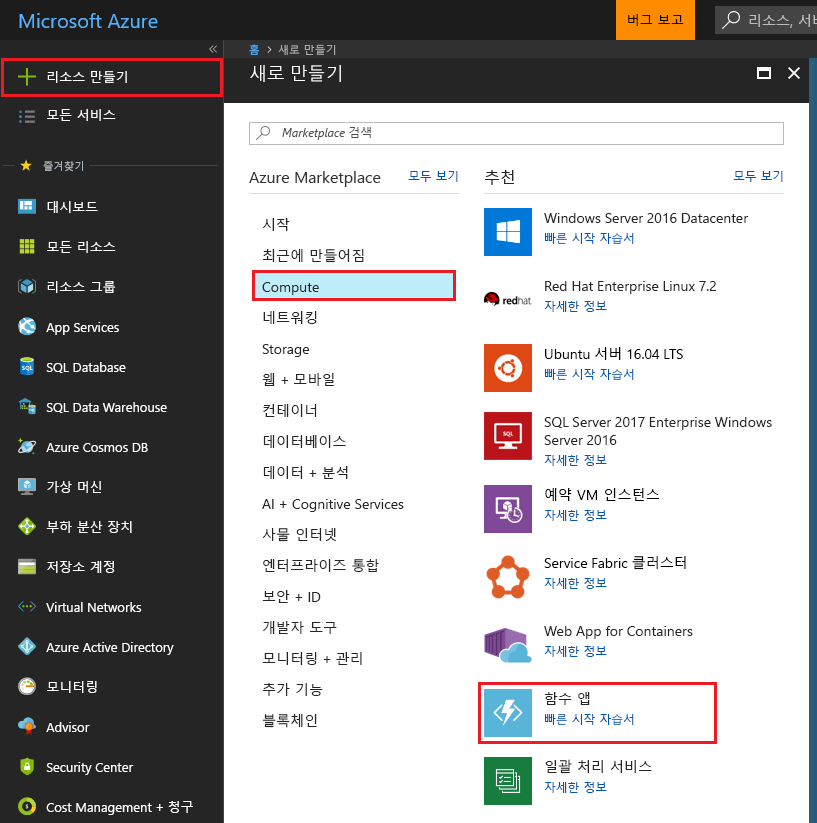 Microsoft Azure
버그 보고
리소스, 서
«
리소스 만들기
모든 서비스
즐겨찾기
대시보드
모든 리소스
리소스 그룹
App Services
SQL Database
SQL Data Warehouse
Azure Cosmos DB
가상 머신
부하 분산 장치
저장소 계정
Virtual Networks
Azure Active Directory
모니터링
Advisor
Security Center
Cost Management + 청구
홈 > 새로 만들기
새로 만들기
Marketplace 검색
Azure Marketplace
모두 보기
시작
최근에 만들어짐
Compute
네트워킹
Storage
웹 + 모바일
컨테이너
데이터베이스
데이터 + 분석
AI + Cognitive Services
사물 인터넷
엔터프라이즈 통합
보안 + ID
개발자 도구
모니터링 + 관리
추가 기능
블록체인
추천
모두 보기
Windows Server 2016 Datacenter
빠른 시작 자습서
redhat
Red Hat Enterprise Linux 7.2
자세한 정보
Ubuntu 서버 16.04 LTS
빠른 시작 자습서
SQL
SQL Server 2017 Enterprise Windows
Server 2016
자세한 정보
예약 VM 인스턴스
자세한 정보
Service Fabric 클러스터
자세한 정보
Web App for Containers
자세한 정보
함수 앱
빠른 시작 자습서
일괄 처리 서비스
자세한 정보